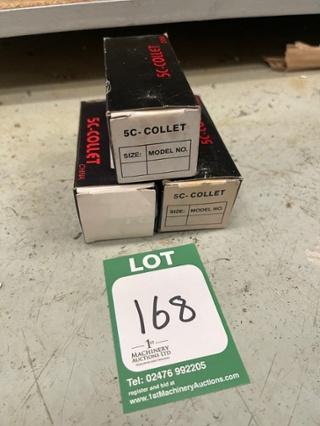 5C-COLLET
5C-COLLET
CHINA
5C- COLLET
SIZE:
MODEL NO.
5C- COLLET
SIZE:
MODEL NO.
LOT
168
1st
MACHINERY
AUCTIONS LTD
Tel: 02476 992205
register and bid at
www.1stMachineryAuctions.com